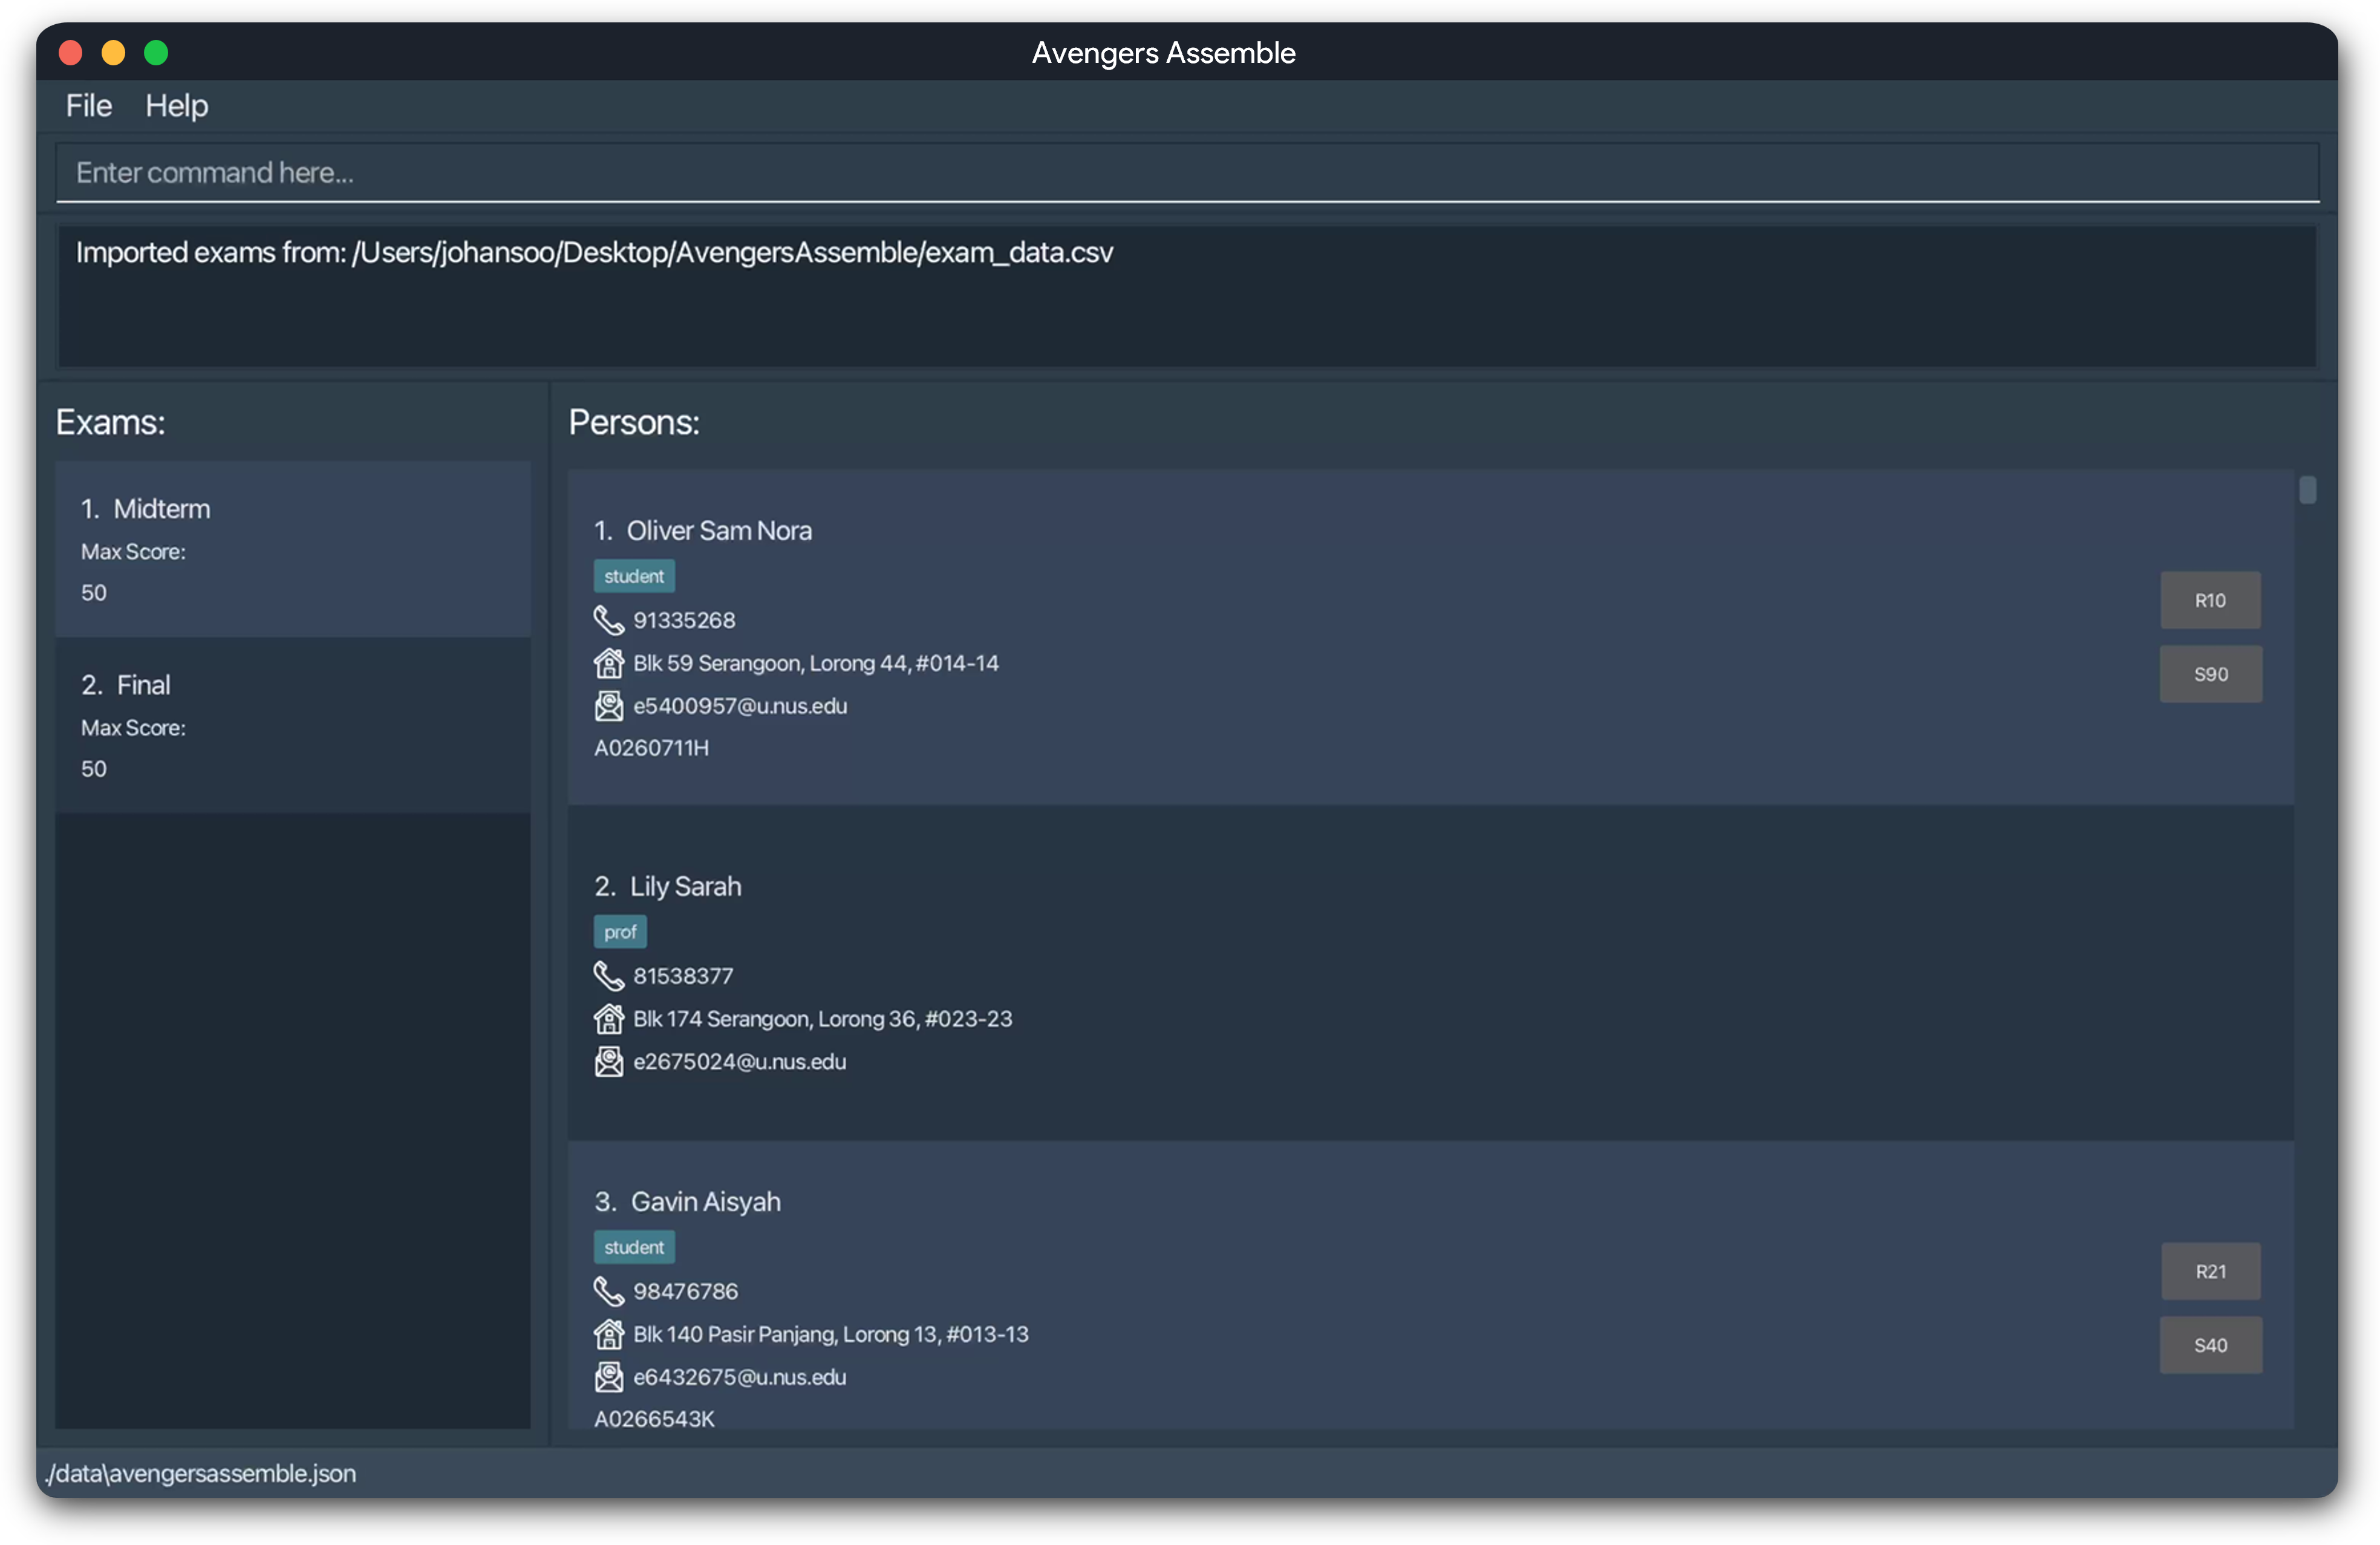 Avengers Assemble
File Help
Enter command here...
Imported exams from: /Users/johansoo/Desktop/AvengersAssemble/exam_data.csv
Exams:
1. Midterm
Max Score:
50
2. Final
Max Score:
50
Persons:
1. Oliver Sam Nora
student
91335268
Blk 59 Serangoon, Lorong 44, #014-14
e5400957@u.nus.edu
A0260711H
R10
S90
2. Lily Sarah
prof
81538377
Blk 174 Serangoon, Lorong 36, #023-23
e2675024@u.nus.edu
3. Gavin Aisyah
student
98476786
Blk 140 Pasir Panjang, Lorong 13, #013-13
e6432675@u.nus.edu
A0266543K
R21
S40
./data\avengersassemble.json